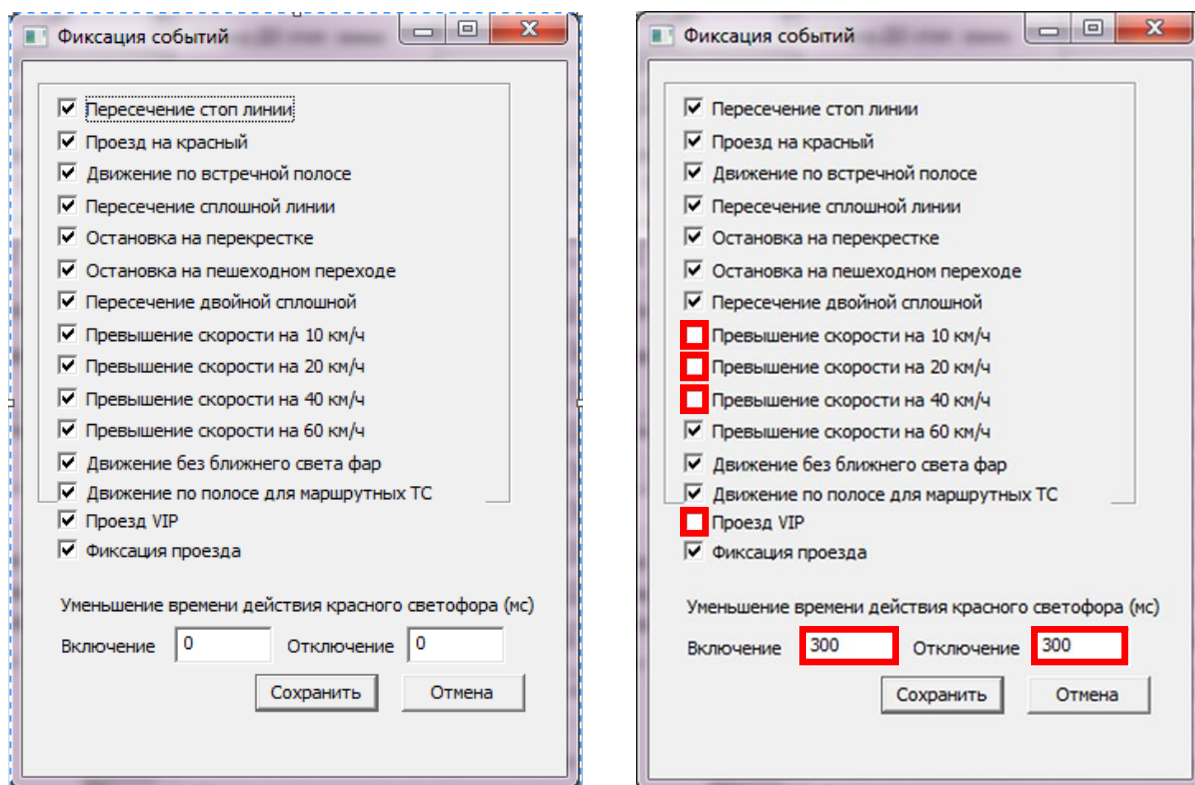 Фиксация событий
Пересечение стоп линии
Проезд на красный
Движение по встречной полосе
Пересечение сплошной линии
Остановка на перекрестке
Остановка на пешеходном переходе
Пересечение двойной сплошной
Превышение скорости на 10 км/ч
Превышение скорости на 20 км/ч
Превышение скорости на 40 км/ч
Превышение скорости на 60 км/ч
Движение без ближнего света фар
Движение по полосе для маршрутных ТС
Проезд VIP
Фиксация проезда
Уменьшение времени действия красного светофора (мс)
Включение 0 Отключение 0
Сохранить Отмена
Фиксация событий
Пересечение стоп линии
Проезд на красный
Движение по встречной полосе
Пересечение сплошной линии
Остановка на перекрестке
Остановка на пешеходном переходе
Пересечение двойной сплошной
Превышение скорости на 10 км/ч
Превышение скорости на 20 км/ч
Превышение скорости на 40 км/ч
Превышение скорости на 60 км/ч
Движение без ближнего света фар
Движение по полосе для маршрутных ТС
Проезд VIP
Фиксация проезда
Уменьшение времени действия красного светофора (мс)
Включение 300 Отключение 300
Сохранить Отмена